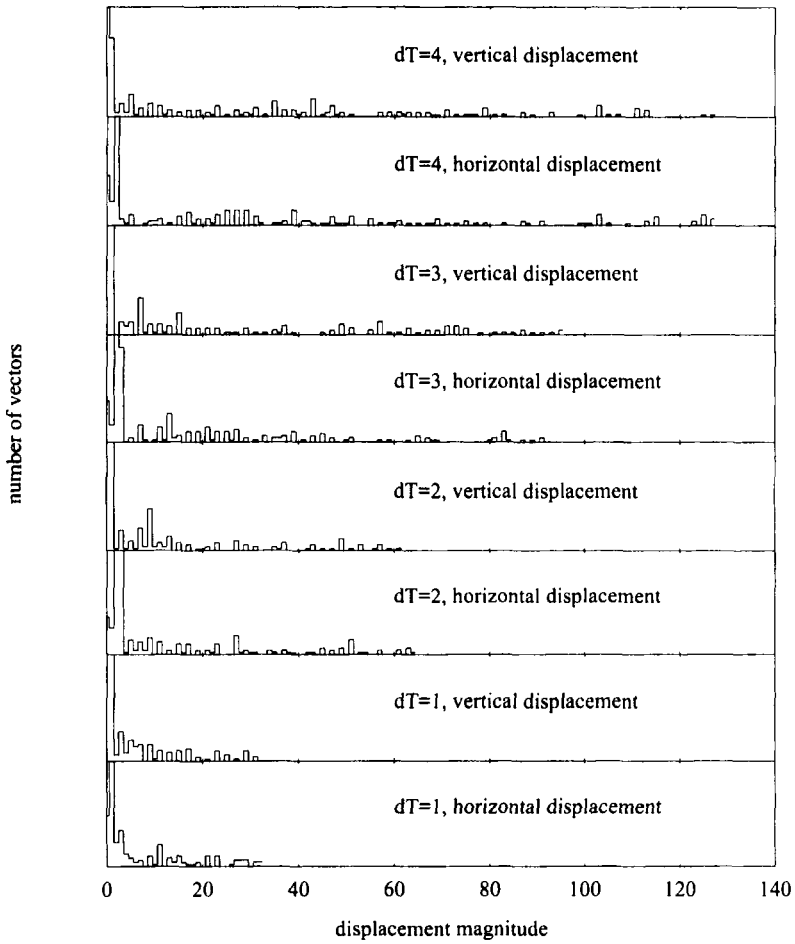 dT=4, vertical displacement
dT=4, horizontal displacement
dT=3, vertical displacement
dT=3, horizontal displacement
dT=2, vertical displacement
dT=2, horizontal displacement
dT=1, vertical displacement
dT=1, horizontal displacement
number of vectors
0 20 40 60 80 100 120 140
displacement magnitude